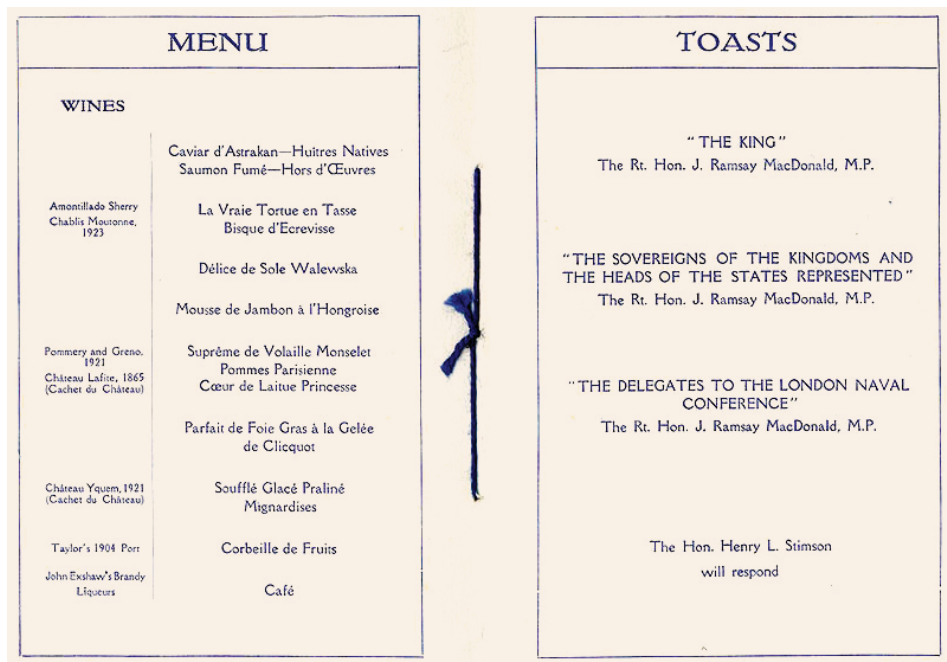 MENU
WINES
Caviar d'Astrakan—Huîtres Natives
Saumon Fumé—Hors d'Œuvres
Amontillado Sherry
Chablis Moutonne,
1923
La Vraie Tortue en Tasse
Bisque d'Ecrevisse
Délice de Sole Walewska
Mousse de Jambon à l'Hongroise
Pommery and Greno,
1921
Château Lafite, 1865
(Cachet du Château)
Suprême de Volaille Monselet
Pommes Parisienne
Cœur de Laitue Princesse
Parfait de Foie Gras à la Gelée
de Clicquot
Château Yquem, 1921
(Cachet du Château)
Soufflé Glacé Praliné
Mignardises
Taylor's 1904 Port
Corbeille de Fruits
John Exshaw's Brandy
Liqueurs
Café
TOASTS
"THE KING"
The Rt. Hon. J. Ramsay MacDonald, M.P.
"THE SOVEREIGNS OF THE KINGDOMS AND
THE HEADS OF THE STATES REPRESENTED"
The Rt. Hon. J. Ramsay MacDonald, M.P.
"THE DELEGATES TO THE LONDON NAVAL
CONFERENCE"
The Rt. Hon. J. Ramsay MacDonald, M.P.
The Hon. Henry L. Stimson
will respond